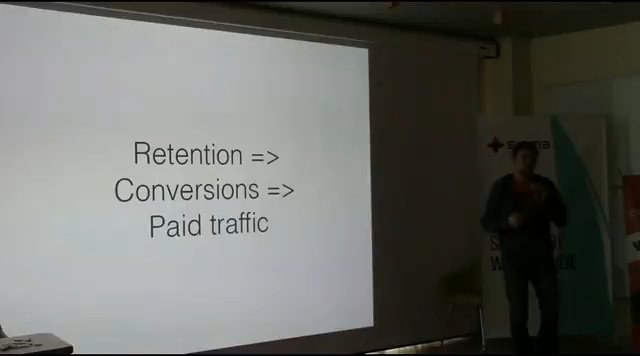 Retention =>
Conversions =>
Paid traffic